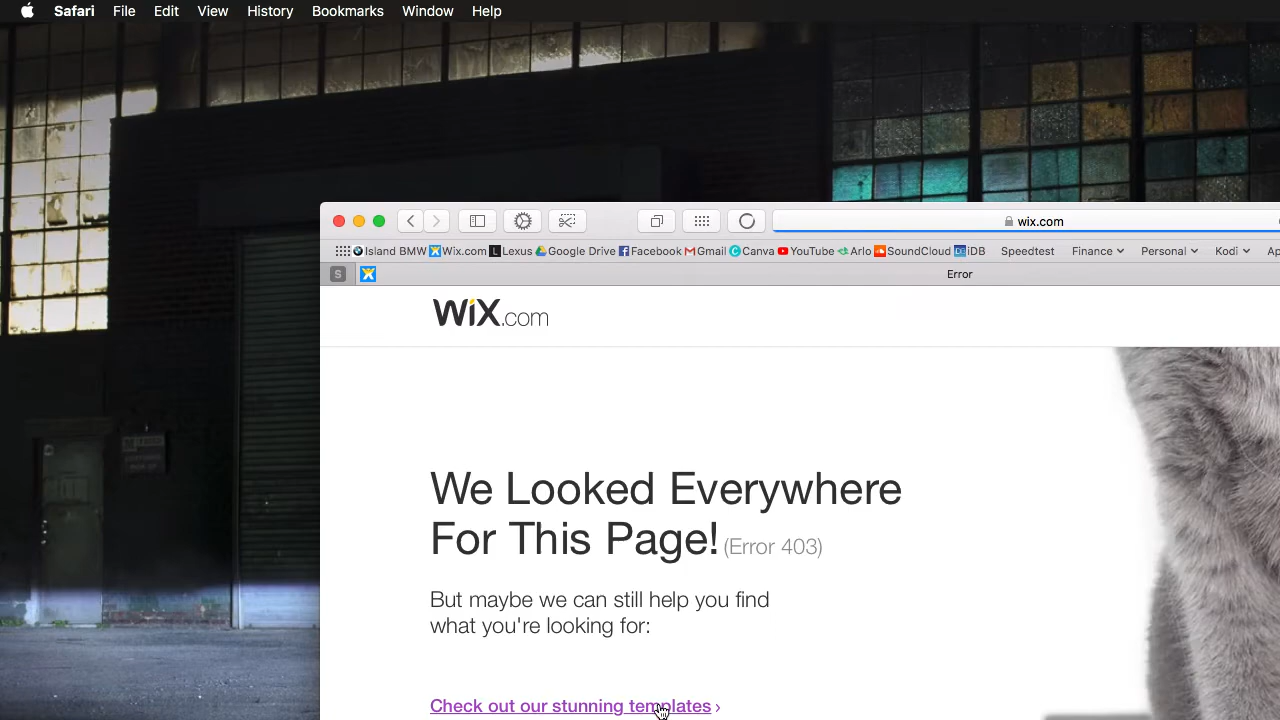 Safari File Edit View History Bookmarks Window Help
wix.com
Island BMW Wix.com Lexus Google Drive Facebook Gmail Canva YouTube Arlo SoundCloud iDB Speedtest Finance Personal Kodi Ap
S Error
WiX.com
We Looked Everywhere
For This Page! (Error 403)
But maybe we can still help you find
what you're looking for:
Check out our stunning templates ›